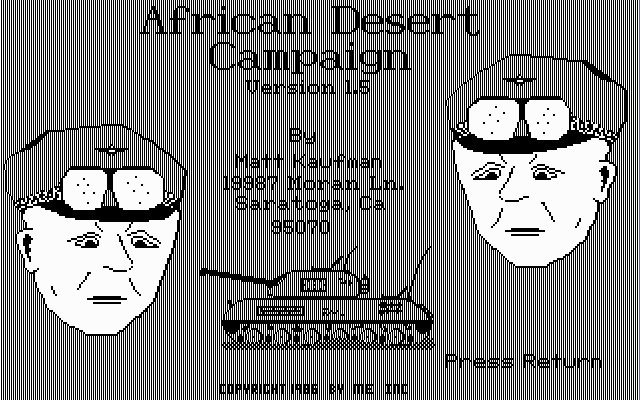 African Desert
Campaign
Version 1.5
By
Matt Kaufman
19987 Moran Ln.
Saratoga, Ca
95070
Press Return
COPYRIGHT 1986 BY ME INC